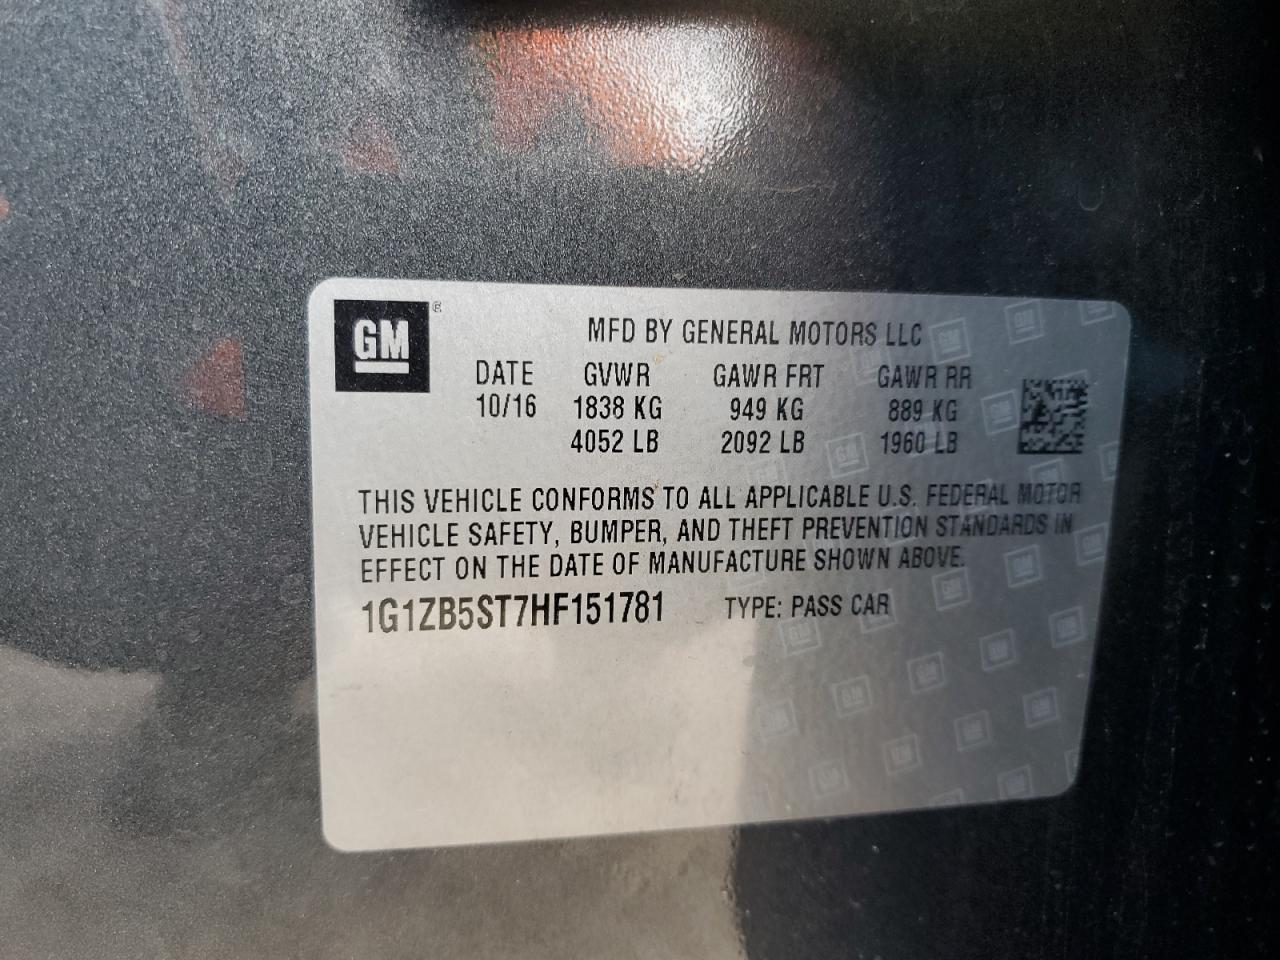 GM
MFD BY GENERAL MOTORS LLC
DATE GVWR GAWR FRT GAWR RR
10/16 1838 KG 949 KG 889 KG
4052 LB 2092 LB 1960 LB
THIS VEHICLE CONFORMS TO ALL APPLICABLE U.S. FEDERAL MOTOR
VEHICLE SAFETY, BUMPER, AND THEFT PREVENTION STANDARDS IN
EFFECT ON THE DATE OF MANUFACTURE SHOWN ABOVE.
1G1ZB5ST7HF151781 TYPE: PASS CAR